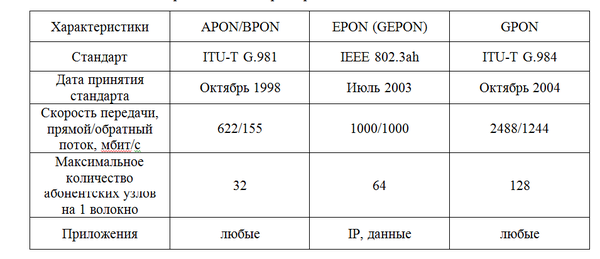 Характеристики APON/BPON EPON (GEPON) GPON
Стандарт ITU-T G.981 IEEE 802.3ah ITU-T G.984
Дата принятия
стандарта Октябрь 1998 Июль 2003 Октябрь 2004
Скорость передачи,
прямой/обратный
поток, мбит/с 622/155 1000/1000 2488/1244
Максимальное
количество
абонентских узлов
на 1 волокно 32 64 128
Приложения любые IP, данные любые